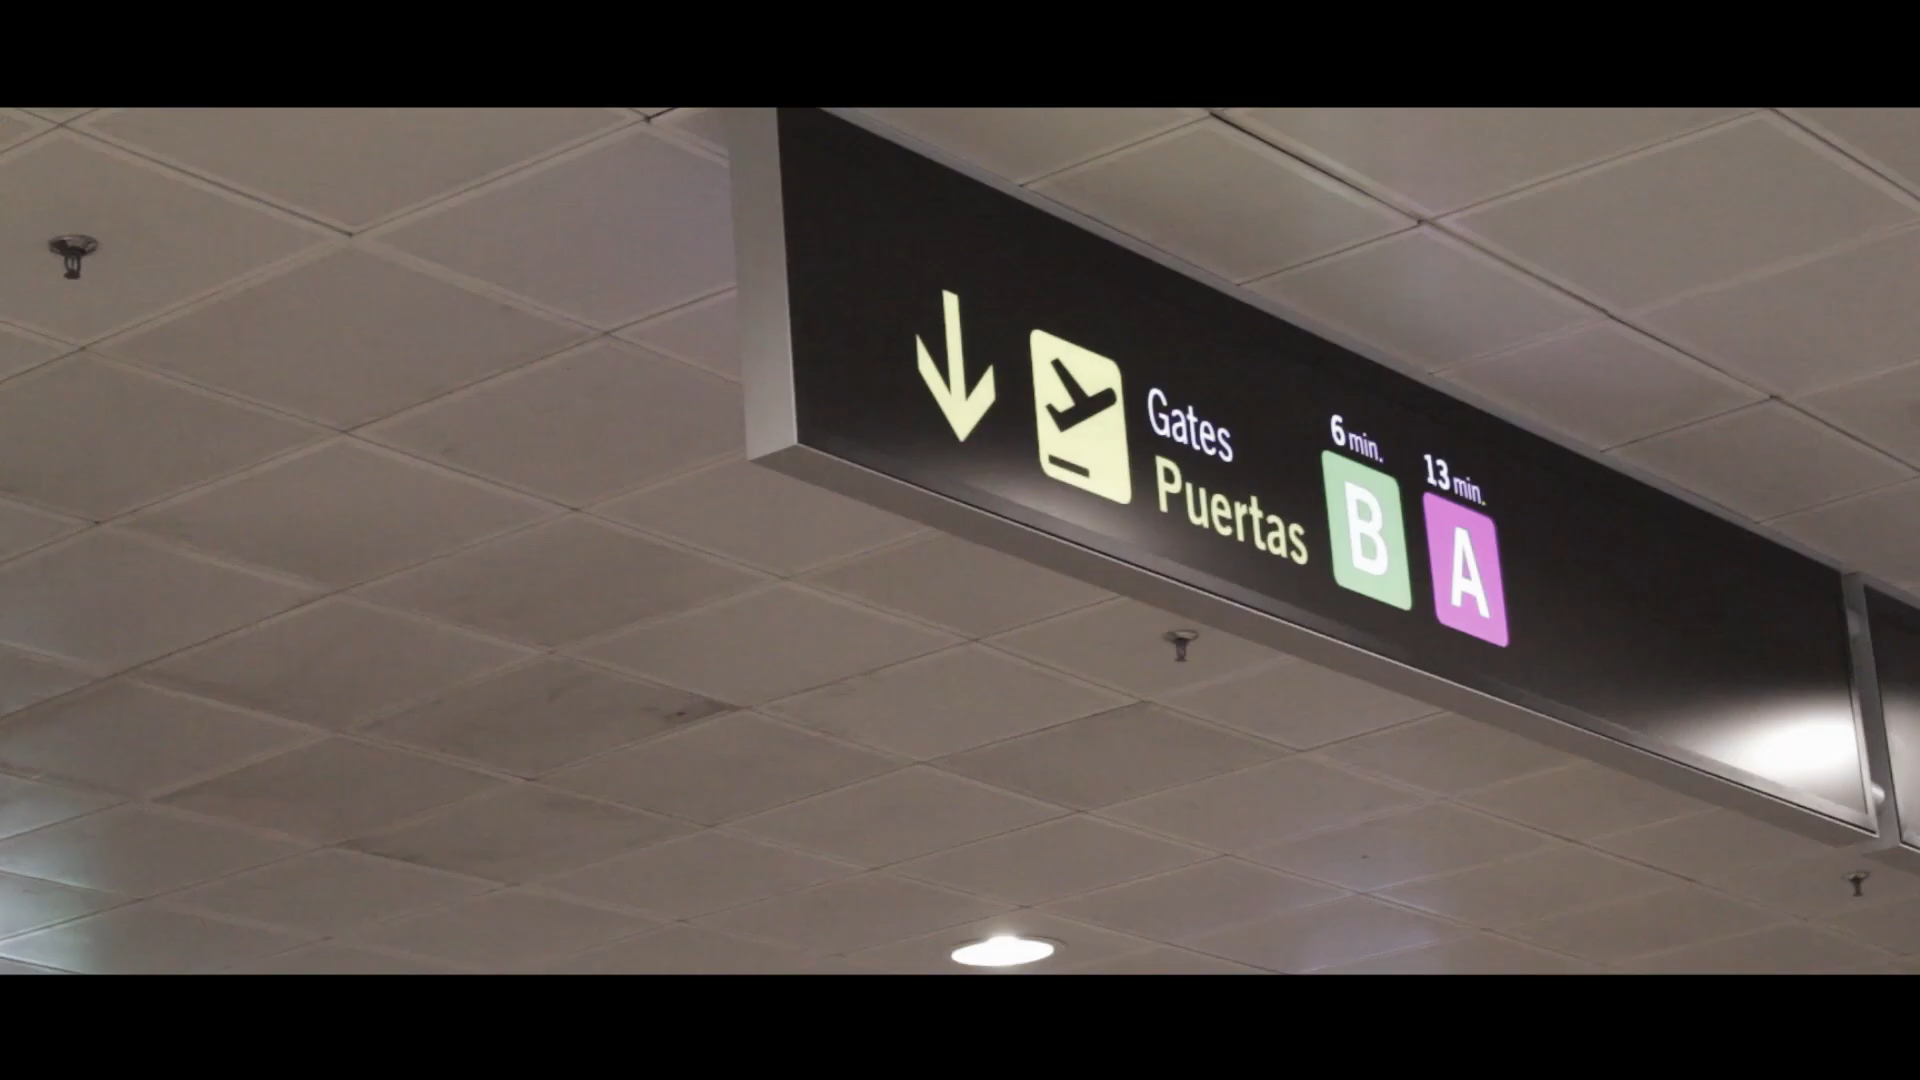 Gates
Puertas
6 min.
B
13 min.
A